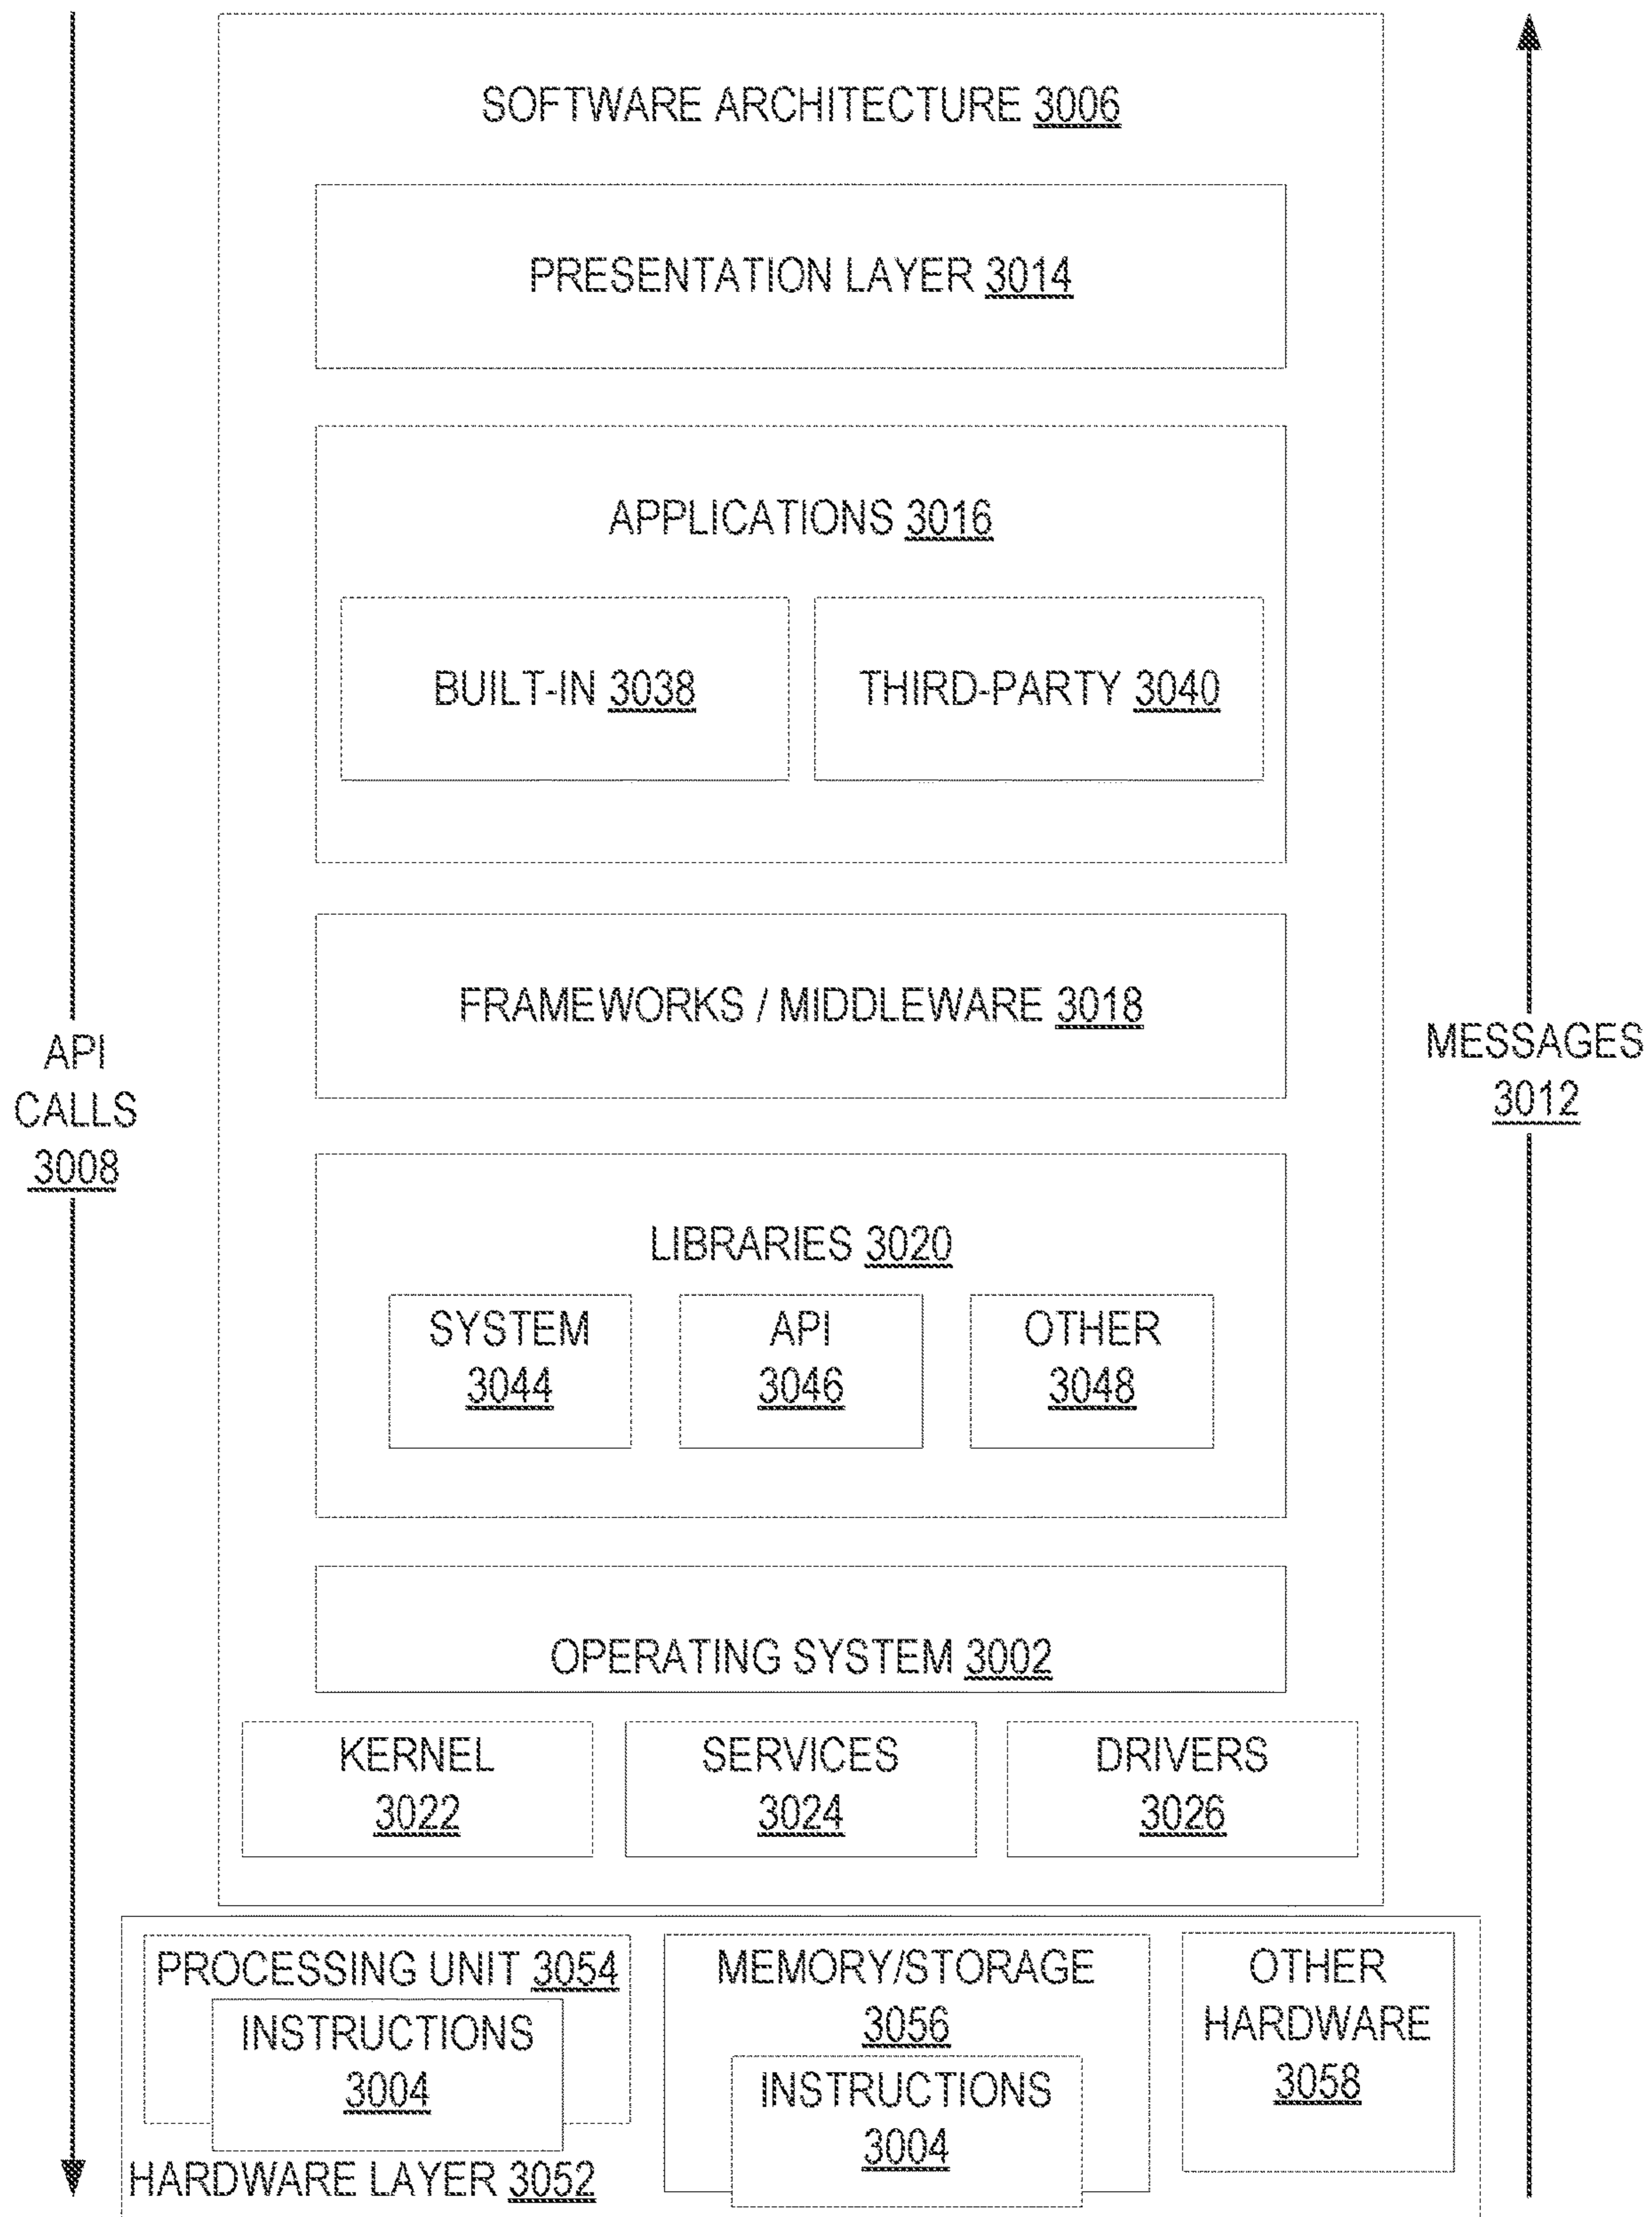 SOFTWARE ARCHITECTURE 3006
PRESENTATION LAYER 3014
APPLICATIONS 3016
BUILT-IN 3038
THIRD-PARTY 3040
FRAMEWORKS / MIDDLEWARE 3018
API
CALLS
3008
MESSAGES
3012
LIBRARIES 3020
SYSTEM
3044
API
3046
OTHER
3048
OPERATING SYSTEM 3002
KERNEL
3022
SERVICES
3024
DRIVERS
3026
PROCESSING UNIT 3054
INSTRUCTIONS
3004
MEMORY/STORAGE
3056
INSTRUCTIONS
3004
OTHER
HARDWARE
3058
HARDWARE LAYER 3052